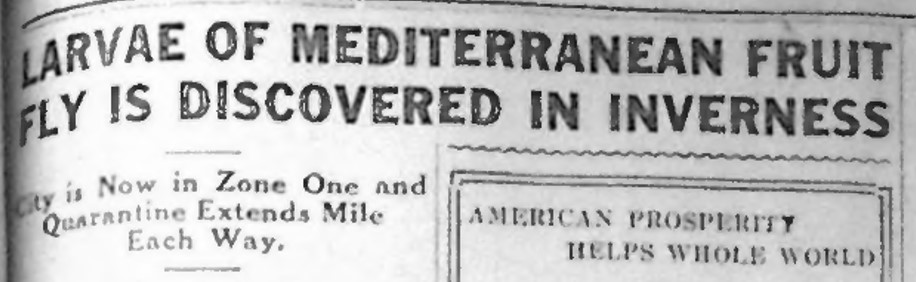 LARVAE OF MEDITERRANEAN FRUIT
FLY IS DISCOVERED IN INVERNESS
City is Now in Zone One and
Quarantine Extends Mile
Each Way.
AMERICAN PROSPERITY
HELPS WHOLE WORLD